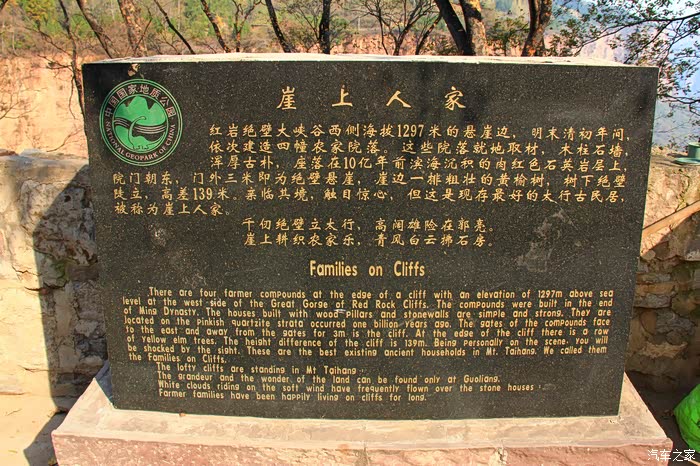 中国国家地质公园
NATIONAL GEOPARK OF CHINA
崖上人家
红岩绝壁大峡谷西侧海拔1297米的悬崖边，明末清初年间，
依次建造四幢农家院落。这些院落就地取材，木柱石墙，
浑厚古朴，座落在10亿年前滨海沉积的肉红色石英岩层上，
院门朝东，门外三米即为绝壁悬崖，崖边一排粗壮的黄榆树，树下绝壁
陡立，高差139米。亲临其境，触目惊心，但这是现存最好的太行古民居，
被称为崖上人家。
千仞绝壁立太行，高阔雄险在郭亮。
崖上耕织农家乐，青风白云拂石房。
Families on Cliffs
There are four farmer compounds at the edge of a cliff with an elevation of 1297m above sea
level at the west side of the Great Gorge of Red Rock Cliffs. The compounds were built in the end
of Ming Dynasty. The houses built with wood pillars and stonewalls are simple and strong. They are
located on the Pinkish quartzite strata occurred one billion years ago. The gates of the compounds face
to the east and away from the gates for 3m is the cliff. At the edge of the cliff there is a row
of yellow elm trees. The height difference of the cliff is 139m. Being personally on the scene, you will
be shocked by the sight. These are the best existing ancient households in Mt. Taihang. We called them
the Families on Cliffs.
The lofty cliffs are standing in Mt Taihang
The grandeur and the wonder of the land can be found only at Guoliang.
White clouds riding on the soft wind have frequently flown over the stone houses
Farmer families have been happily living on cliffs for long.
汽车之家